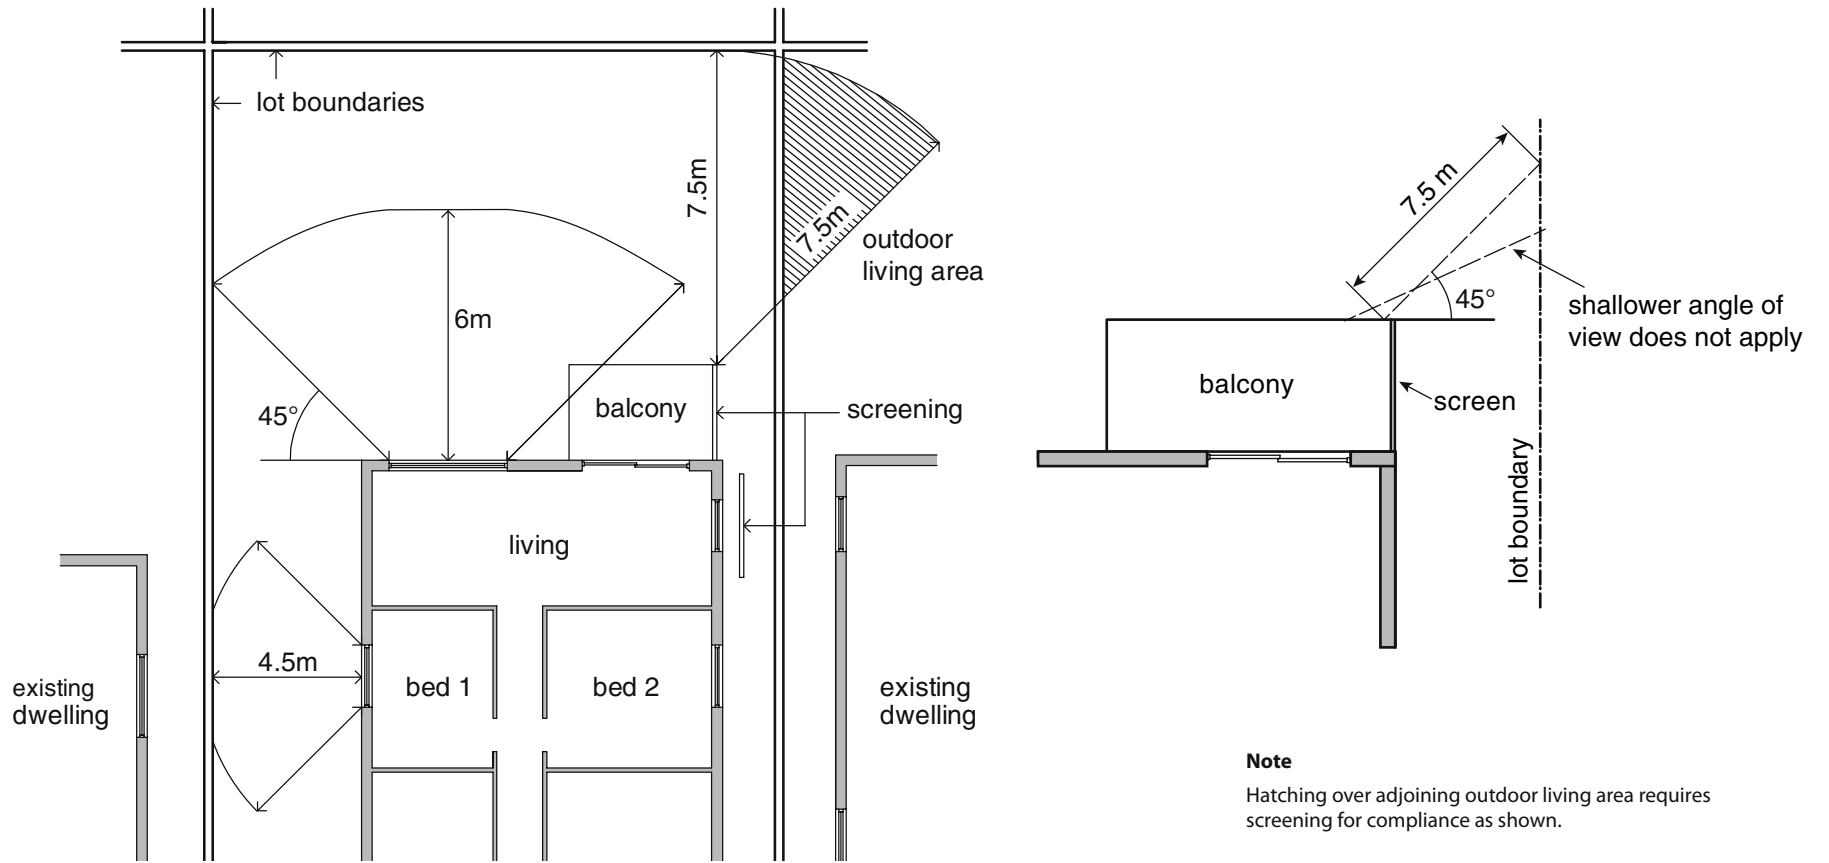 lot boundaries
7.5m
7.5m
outdoor
living area
6m
45°
balcony
screening
living
4.5m
bed 1
bed 2
existing
dwelling
existing
dwelling
7.5 m
45°
shallower angle of
view does not apply
balcony
screen
lot boundary
Note
Hatching over adjoining outdoor living area requires
screening for compliance as shown.